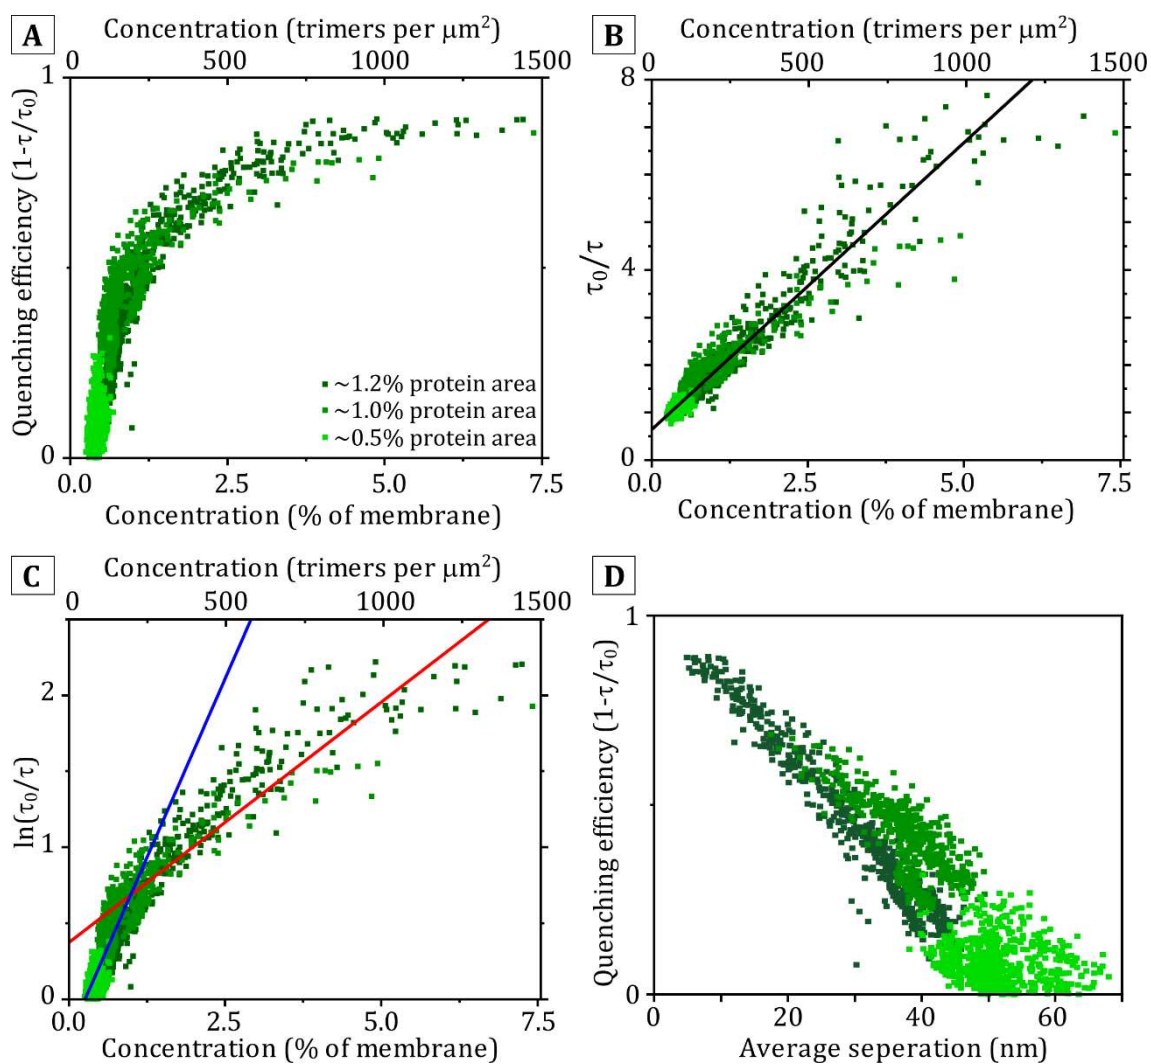 A
Concentration (trimers per μm²)
0 500 1000 1500
Quenching efficiency (1-τ/τ₀)
1
0
~1.2% protein area
~1.0% protein area
~0.5% protein area
0.0 2.5 5.0 7.5
Concentration (% of membrane)
B
Concentration (trimers per μm²)
0 500 1000 1500
τ₀/τ
8
4
0
0.0 2.5 5.0 7.5
Concentration (% of membrane)
C
Concentration (trimers per μm²)
0 500 1000 1500
ln(τ₀/τ)
2
1
0
0.0 2.5 5.0 7.5
Concentration (% of membrane)
D
Quenching efficiency (1-τ/τ₀)
1
0
0 20 40 60
Average seperation (nm)